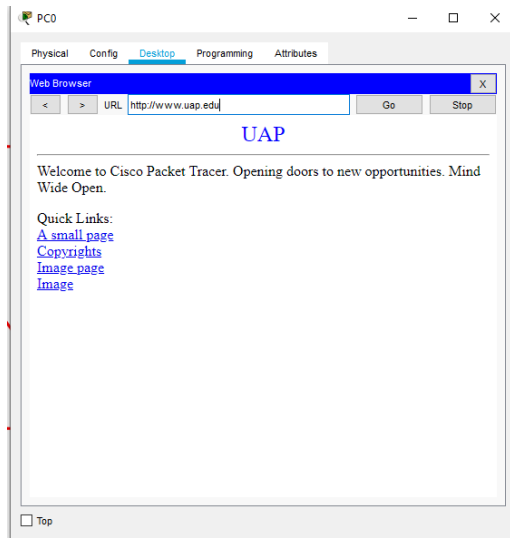 PC0
Physical Config Desktop Programming Attributes
Web Browser X
< > URL http://www.uap.edu Go Stop
UAP
Welcome to Cisco Packet Tracer. Opening doors to new opportunities. Mind
Wide Open.
Quick Links:
A small page
Copyrights
Image page
Image
Top